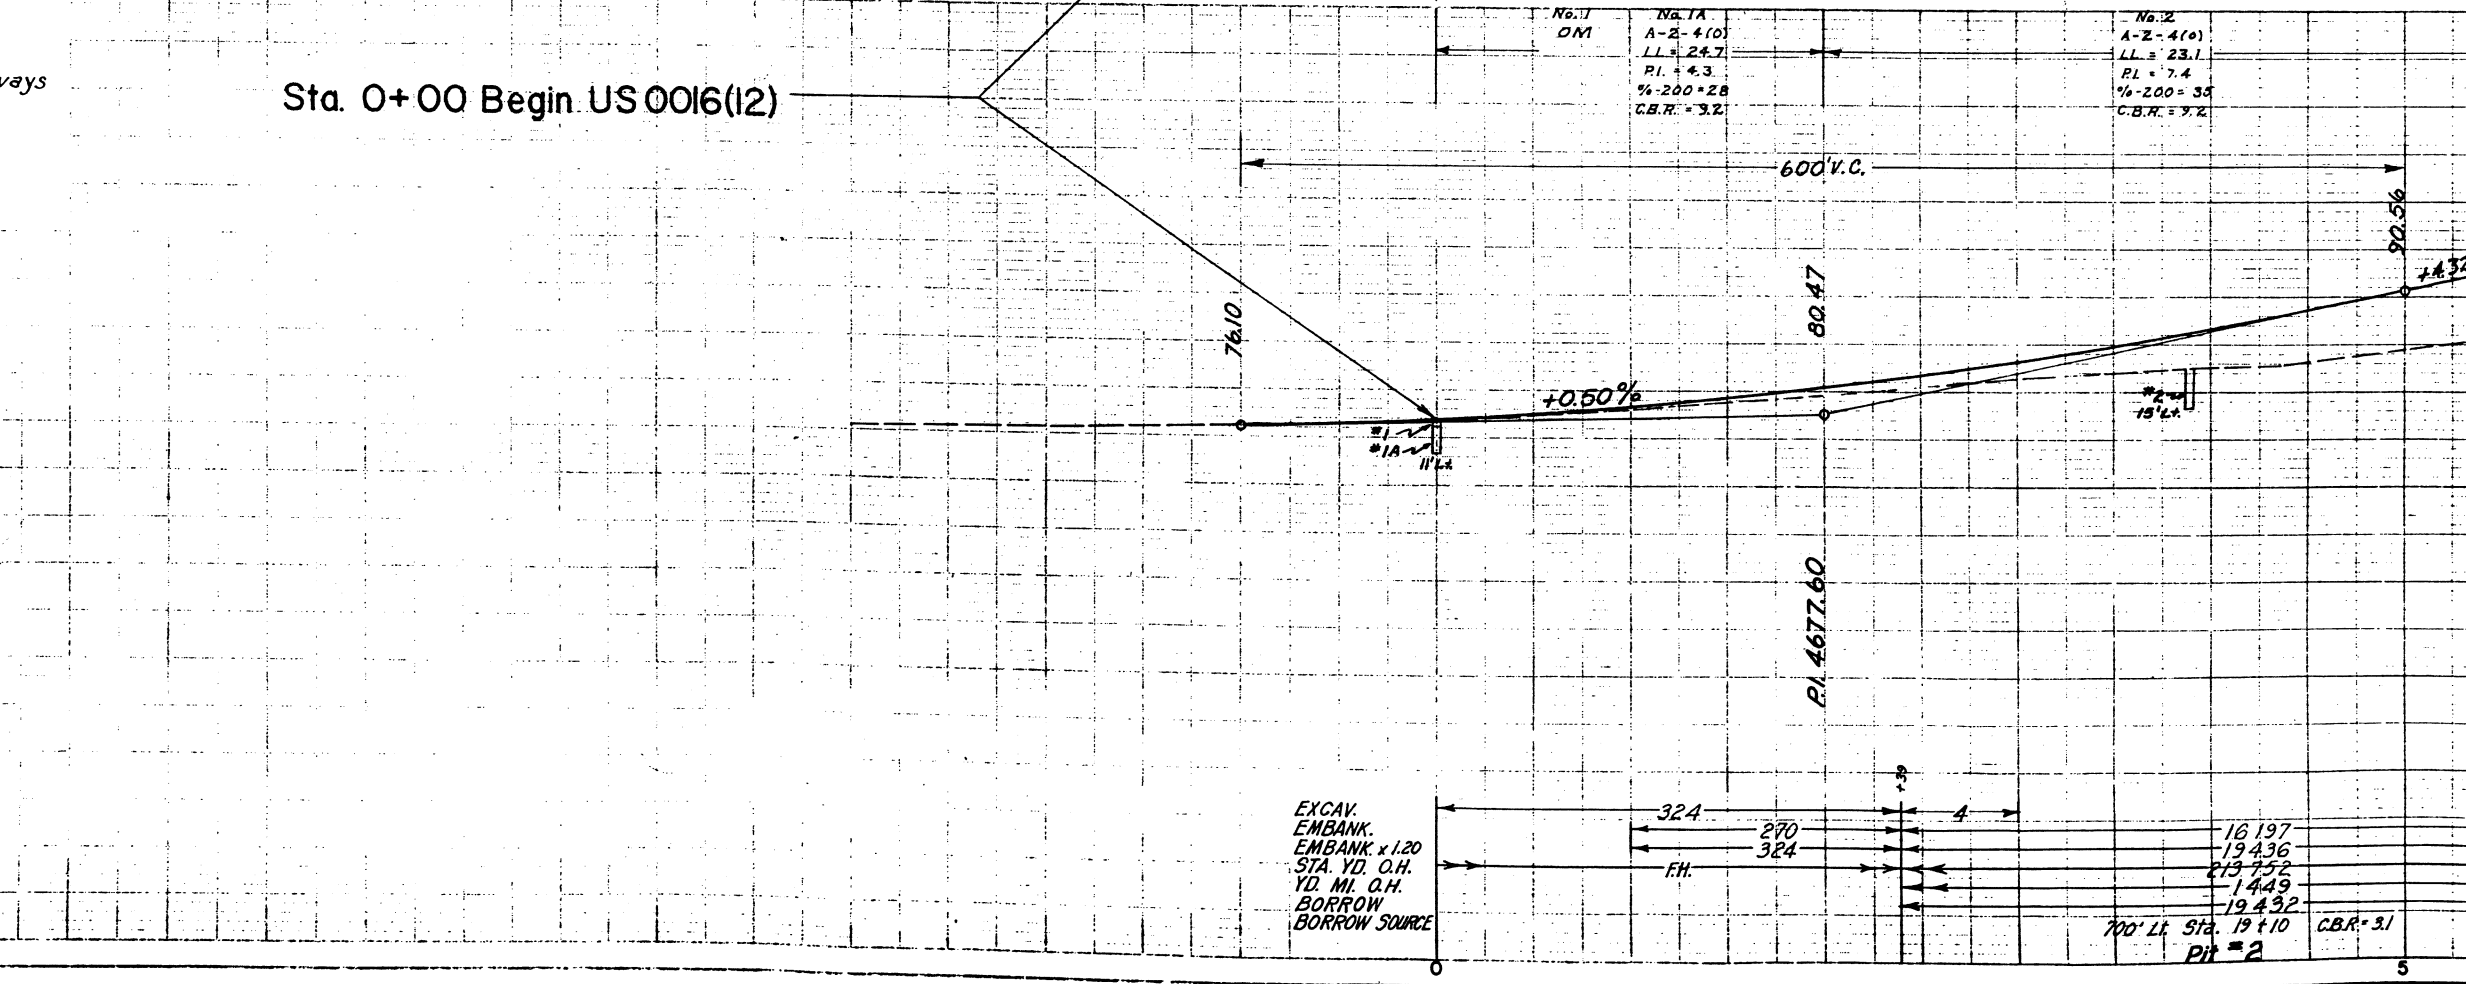 No. 1
OM
No. 1A
A-2-4(0)
LL = 24.7
P.I. = 4.3
%-200 = 28
C.B.R. = 9.2
No. 2
A-2-4(0)
LL = 23.1
P.I. = 7.4
%-200 = 35
C.B.R. = 9.2
Sta. 0+00 Begin US 0016(12)
600' V.C.
76.10
80.47
90.56
+0.50%
#1
#1A
11' Lt.
#2
15' Lt.
P.I. 4677.60
+39
EXCAV. 324 4
EMBANK. 270 16 197
EMBANK. x 1.20 324 19 436
STA. YD. O.H. F.H. 213 752
YD. MI. O.H. 1449
BORROW 19 432
BORROW SOURCE 700' Lt. Sta. 19+10 C.B.R. = 3.1
Pit #2
0 5